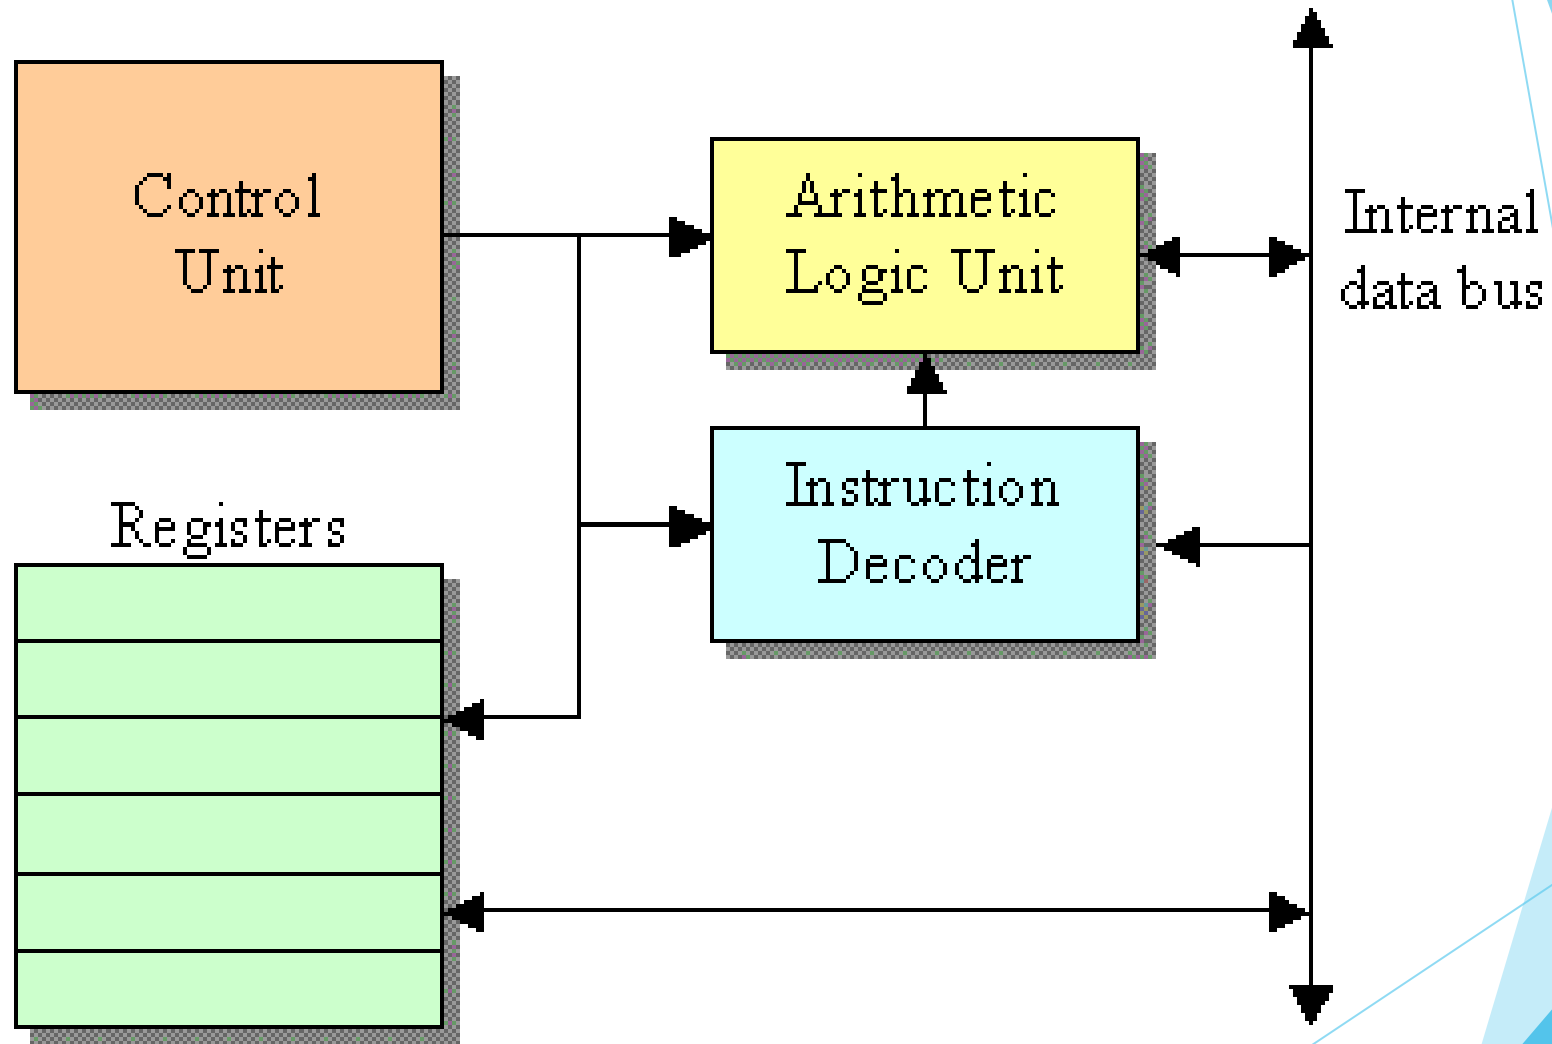 Control
Unit
Arithmetic
Logic Unit
Internal
data bus
Instruction
Decoder
Registers